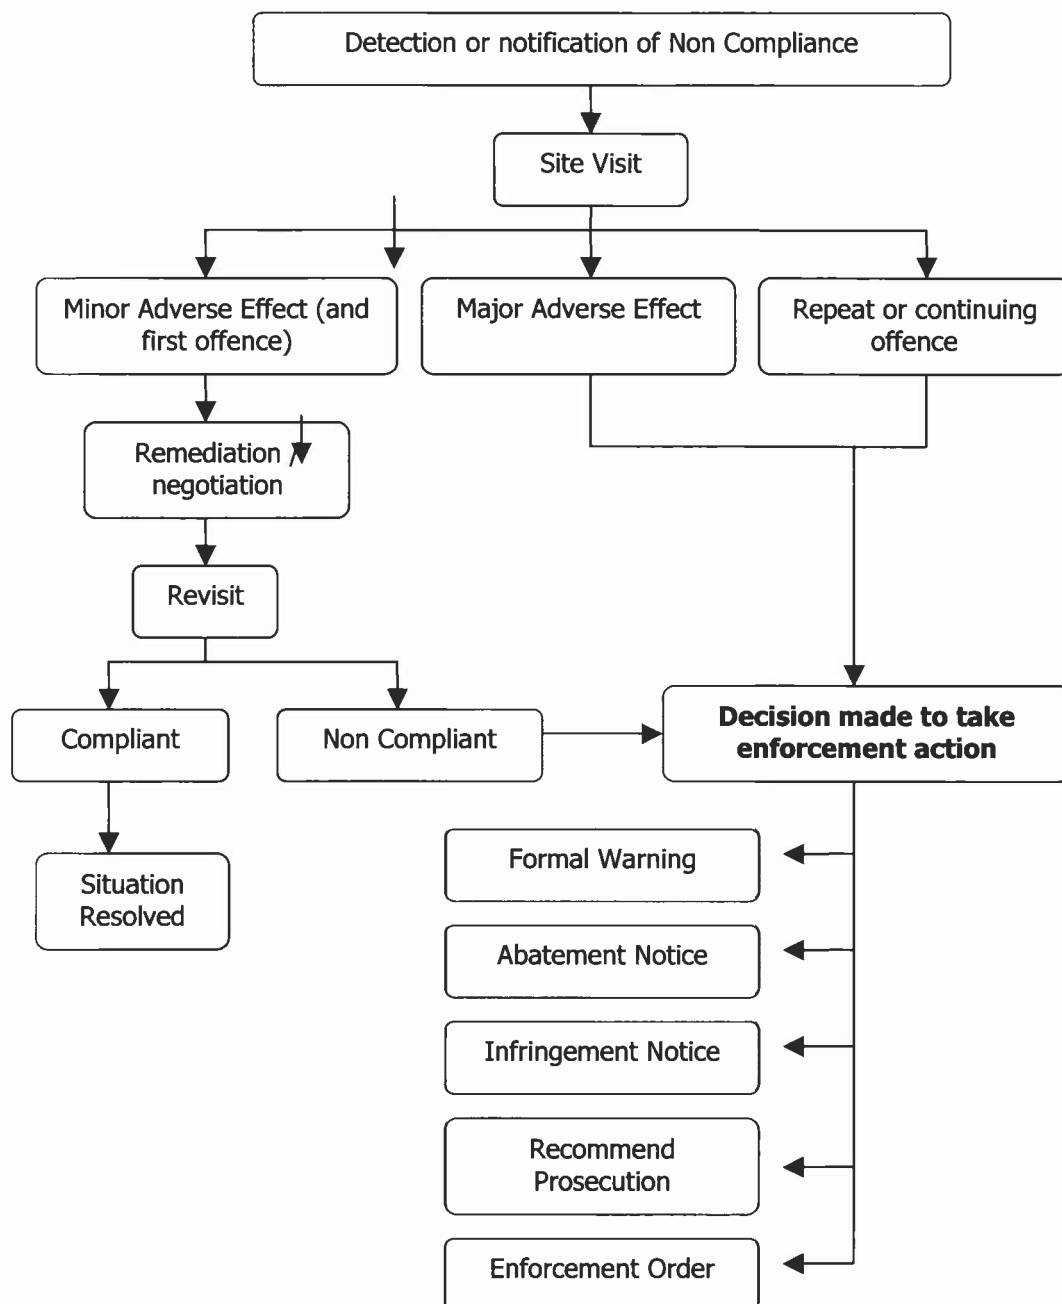 Detection or notification of Non Compliance
Site Visit
Minor Adverse Effect (and
first offence)
Major Adverse Effect
Repeat or continuing
offence
Remediation /
negotiation
Revisit
Compliant
Non Compliant
Decision made to take
enforcement action
Situation
Resolved
Formal Warning
Abatement Notice
Infringement Notice
Recommend
Prosecution
Enforcement Order